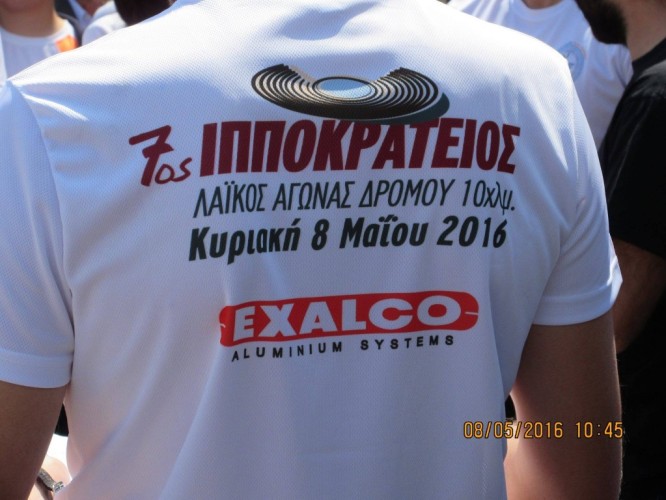 7ος ΙΠΠΟΚΡΑΤΕΙΟΣ
ΛΑΪΚΟΣ ΑΓΩΝΑΣ ΔΡΟΜΟΥ 10χλμ.
Κυριακή 8 Μαΐου 2016
EXALCO
ALUMINIUM SYSTEMS
08/05/2016 10:45